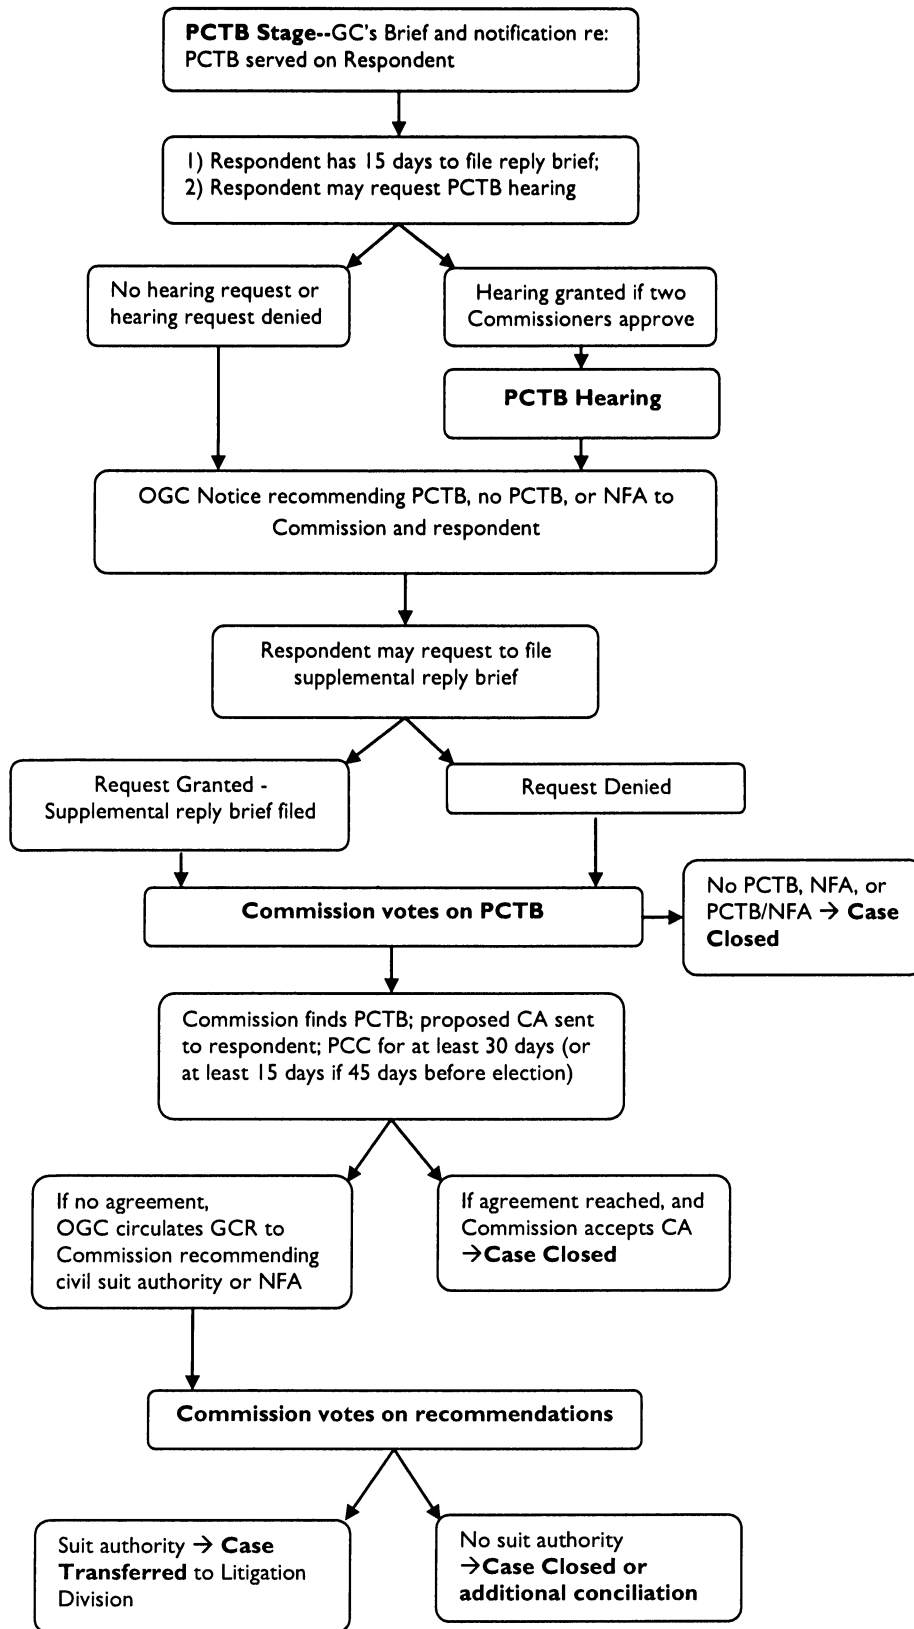 PCTB Stage--GC's Brief and notification re:
PCTB served on Respondent
1) Respondent has 15 days to file reply brief;
2) Respondent may request PCTB hearing
No hearing request or
hearing request denied
Hearing granted if two
Commissioners approve
PCTB Hearing
OGC Notice recommending PCTB, no PCTB, or NFA to
Commission and respondent
Respondent may request to file
supplemental reply brief
Request Granted -
Supplemental reply brief filed
Request Denied
Commission votes on PCTB
No PCTB, NFA, or
PCTB/NFA → Case
Closed
Commission finds PCTB; proposed CA sent
to respondent; PCC for at least 30 days (or
at least 15 days if 45 days before election)
If no agreement,
OGC circulates GCR to
Commission recommending
civil suit authority or NFA
If agreement reached, and
Commission accepts CA
→Case Closed
Commission votes on recommendations
Suit authority → Case
Transferred to Litigation
Division
No suit authority
→Case Closed or
additional conciliation